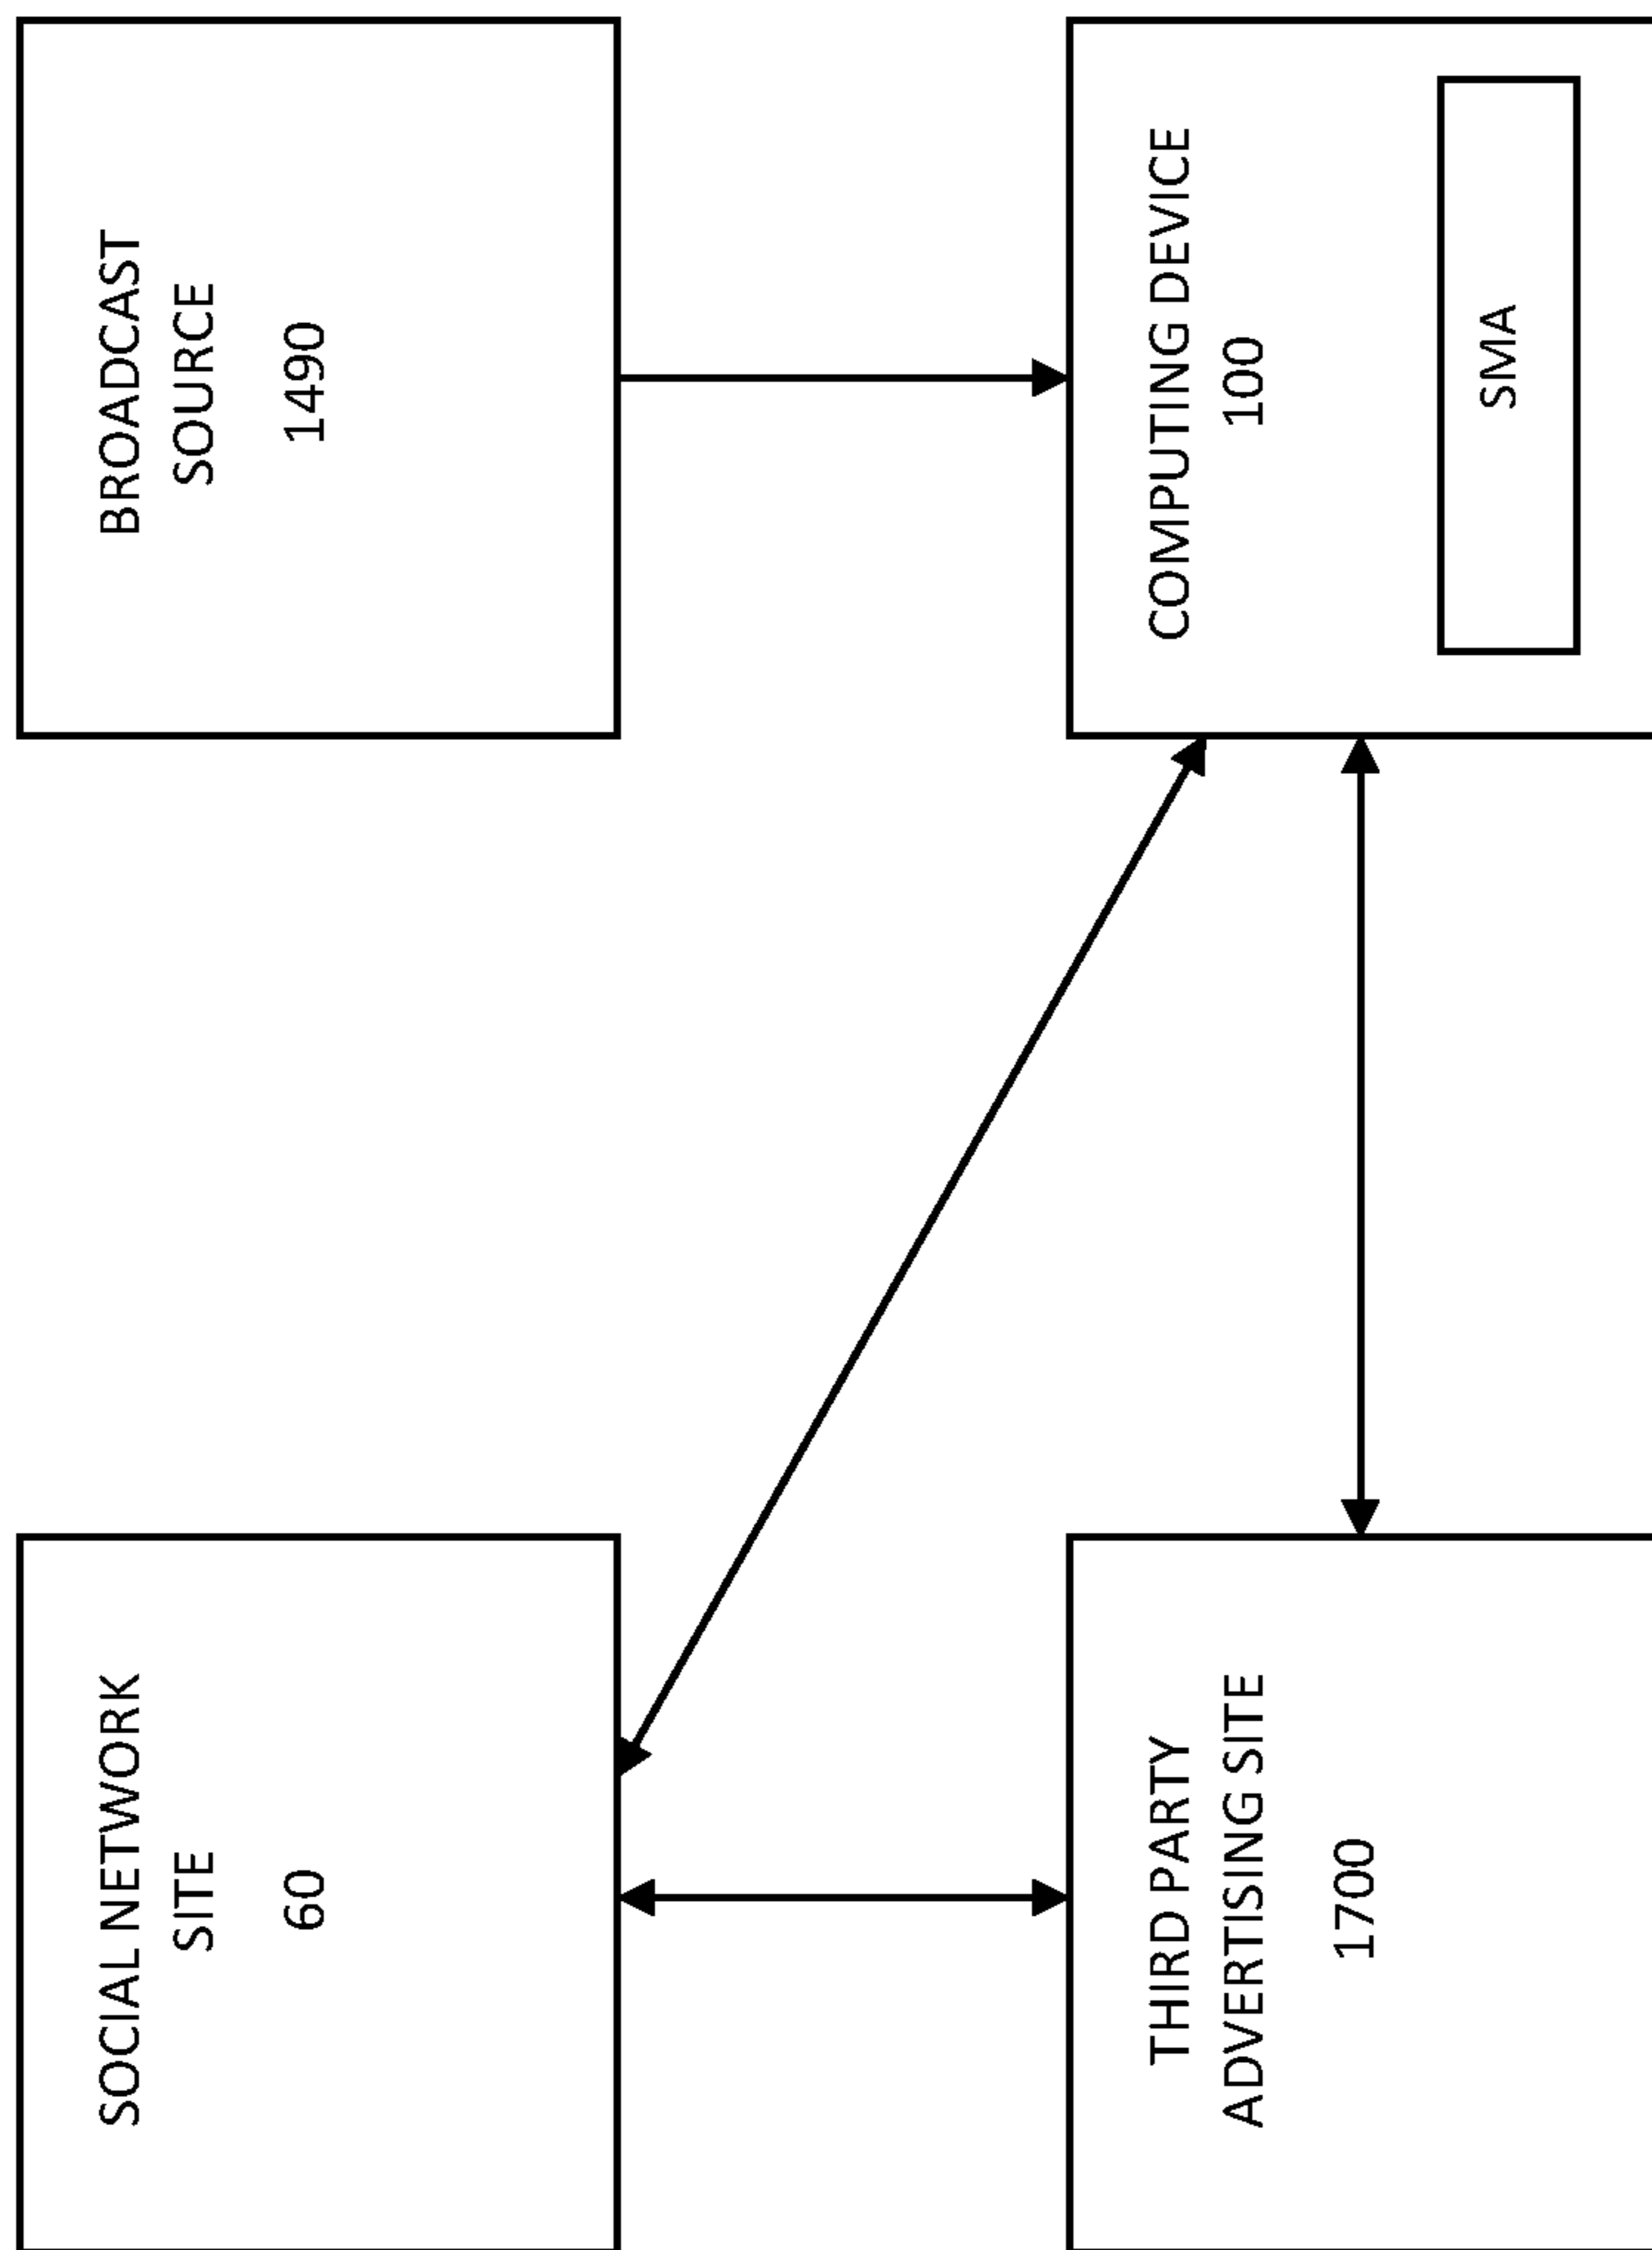 SOCIAL NETWORK
SITE
60
BROADCAST
SOURCE
1490
THIRD PARTY
ADVERTISING SITE
1700
COMPUTING DEVICE
100
SMA